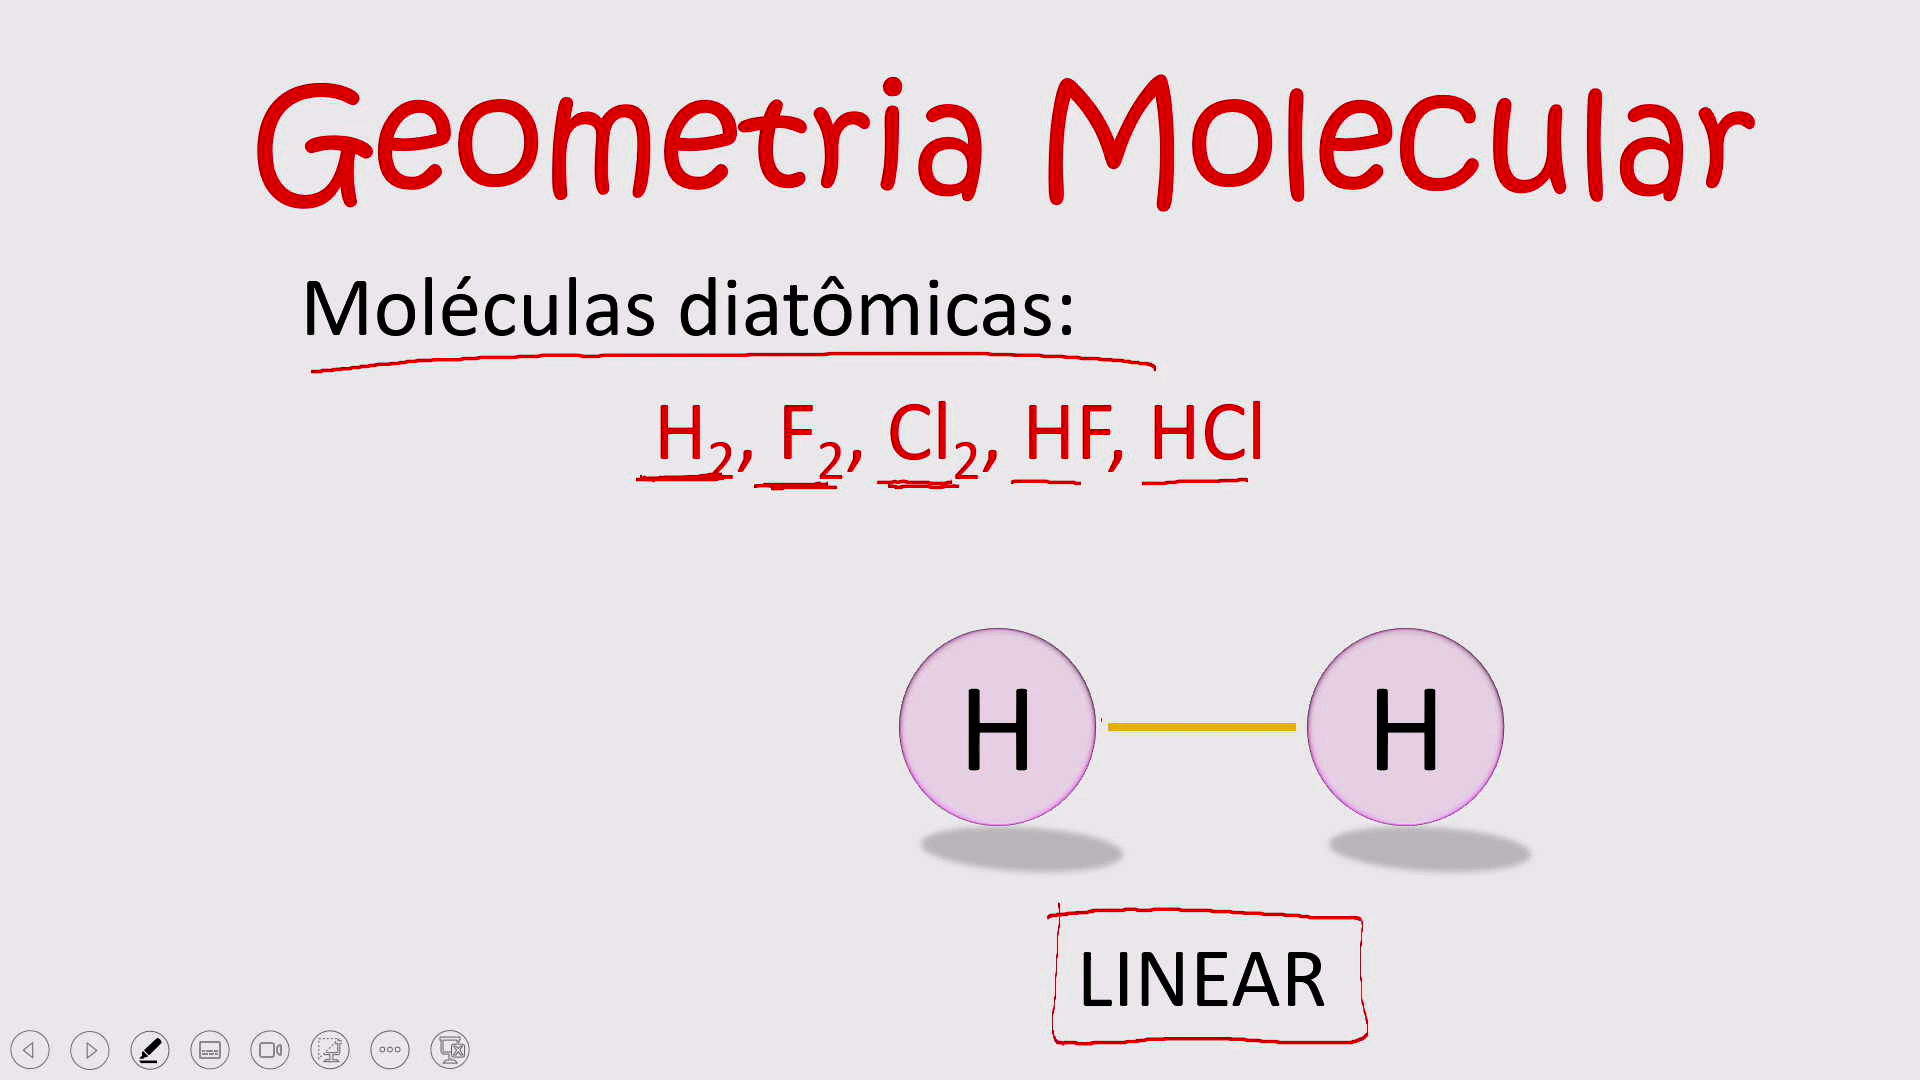 Geometria Molecular
Moléculas diatômicas:
H₂, F₂, Cl₂, HF, HCl
H H
LINEAR